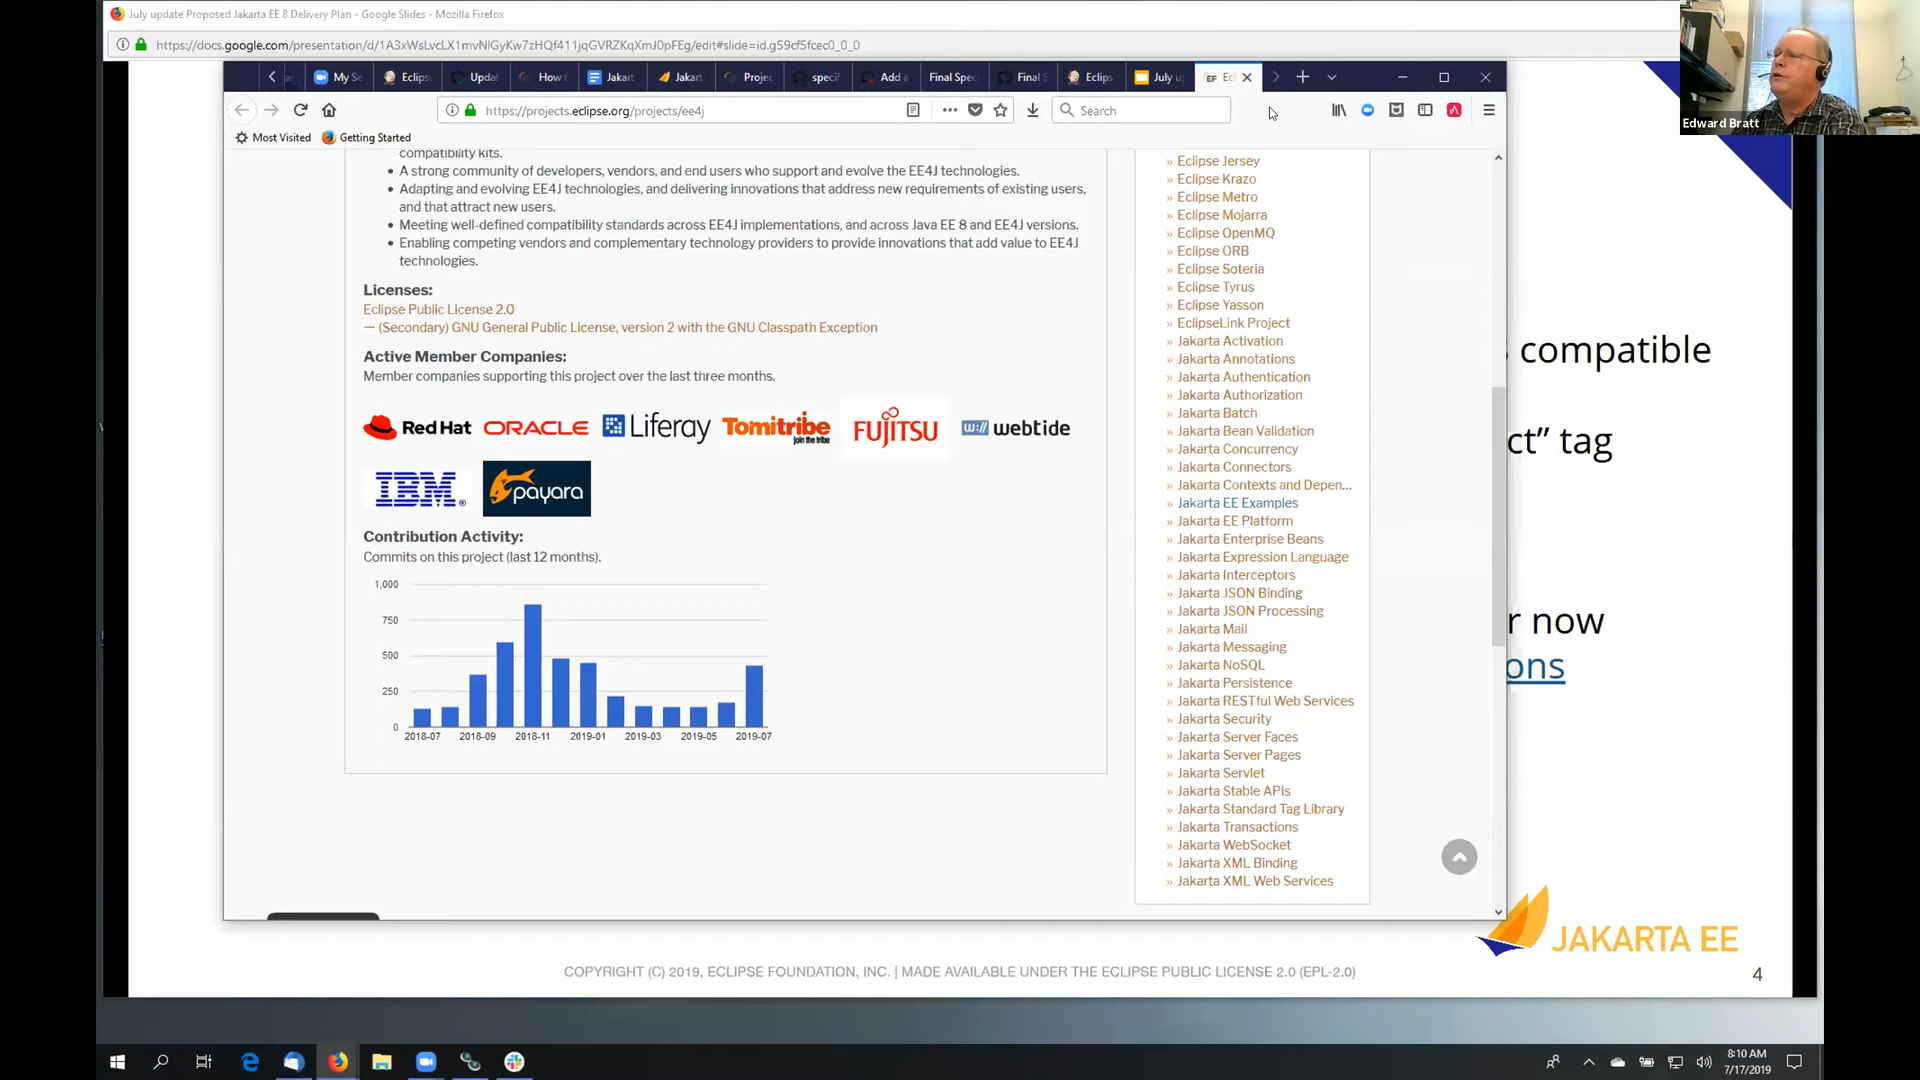 July update Proposed Jakarta EE 8 Delivery Plan - Google Slides - Mozilla Firefox
https://docs.google.com/presentation/d/1A3xWsLvcLX1mvNlGyKw7zHQf411jqGVRZKqXmJ0pFEg/edit#slide=id.g59cf5fcec0_0_0
Edward Bratt
My Se Eclips Updat How t Jakart Jakart Projec specif Add a Final Spec Final S Eclips July u Ec
https://projects.eclipse.org/projects/ee4j
Search
Most Visited Getting Started
compatibility kits.
• A strong community of developers, vendors, and end users who support and evolve the EE4J technologies.
• Adapting and evolving EE4J technologies, and delivering innovations that address new requirements of existing users,
and that attract new users.
• Meeting well-defined compatibility standards across EE4J implementations, and across Java EE 8 and EE4J versions.
• Enabling competing vendors and complementary technology providers to provide innovations that add value to EE4J
technologies.
Licenses:
Eclipse Public License 2.0
— (Secondary) GNU General Public License, version 2 with the GNU Classpath Exception
Active Member Companies:
Member companies supporting this project over the last three months.
Red Hat ORACLE Liferay Tomitribe join the tribe FUJITSU w:// webtide
IBM® payara
Contribution Activity:
Commits on this project (last 12 months).
1,000
750
500
250
0
2018-07 2018-09 2018-11 2019-01 2019-03 2019-05 2019-07
» Eclipse Jersey
» Eclipse Krazo
» Eclipse Metro
» Eclipse Mojarra
» Eclipse OpenMQ
» Eclipse ORB
» Eclipse Soteria
» Eclipse Tyrus
» Eclipse Yasson
» EclipseLink Project
» Jakarta Activation
» Jakarta Annotations
» Jakarta Authentication
» Jakarta Authorization
» Jakarta Batch
» Jakarta Bean Validation
» Jakarta Concurrency
» Jakarta Connectors
» Jakarta Contexts and Depen...
» Jakarta EE Examples
» Jakarta EE Platform
» Jakarta Enterprise Beans
» Jakarta Expression Language
» Jakarta Interceptors
» Jakarta JSON Binding
» Jakarta JSON Processing
» Jakarta Mail
» Jakarta Messaging
» Jakarta NoSQL
» Jakarta Persistence
» Jakarta RESTful Web Services
» Jakarta Security
» Jakarta Server Faces
» Jakarta Server Pages
» Jakarta Servlet
» Jakarta Stable APIs
» Jakarta Standard Tag Library
» Jakarta Transactions
» Jakarta WebSocket
» Jakarta XML Binding
» Jakarta XML Web Services
compatible
ct” tag
r now
ons
JAKARTA EE
COPYRIGHT (C) 2019, ECLIPSE FOUNDATION, INC. | MADE AVAILABLE UNDER THE ECLIPSE PUBLIC LICENSE 2.0 (EPL-2.0)
4
8:10 AM
7/17/2019